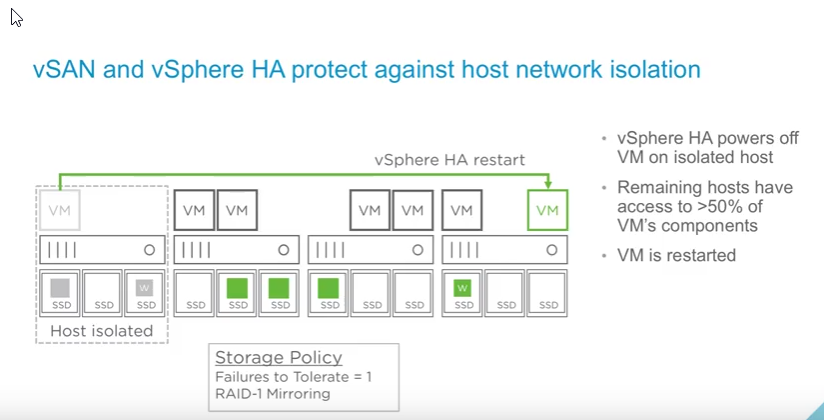 vSAN and vSphere HA protect against host network isolation
vSphere HA restart
VM
VM VM
VM VM
VM
VM
SSD SSD W SSD
SSD SSD SSD
SSD SSD SSD
W SSD SSD SSD
Host isolated
Storage Policy
Failures to Tolerate = 1
RAID-1 Mirroring
• vSphere HA powers off
VM on isolated host
• Remaining hosts have
access to >50% of
VM's components
• VM is restarted